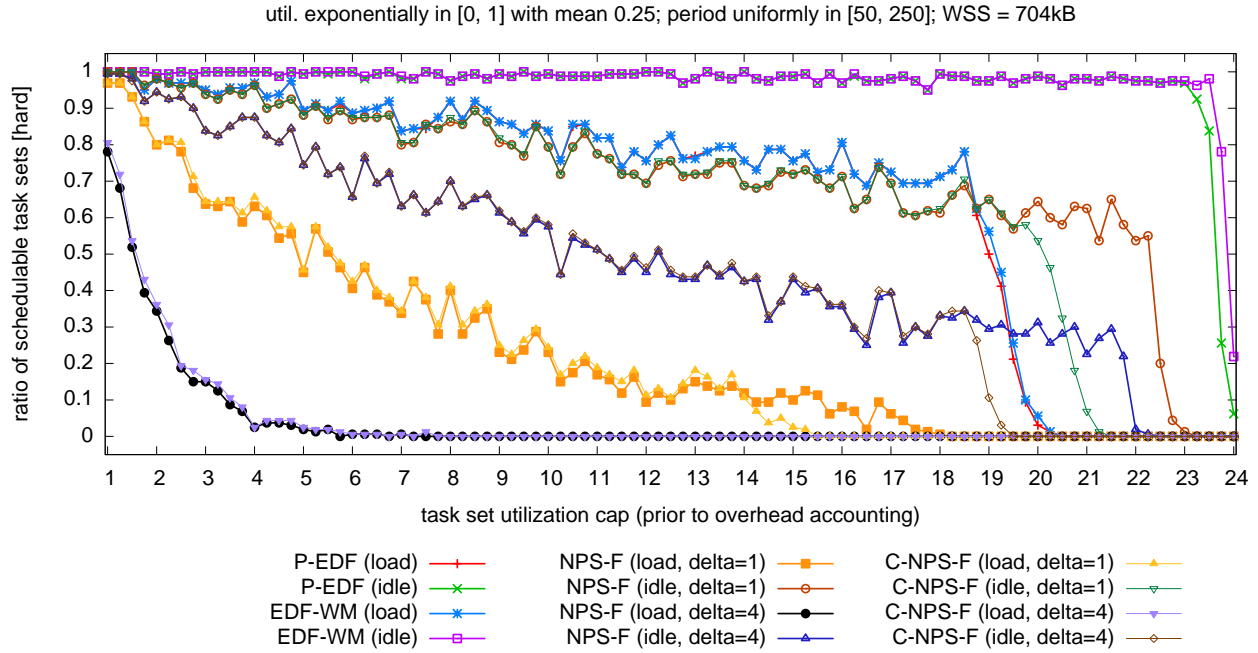 util. exponentially in [0, 1] with mean 0.25; period uniformly in [50, 250]; WSS = 704kB
ratio of schedulable task sets [hard]
1
0.9
0.8
0.7
0.6
0.5
0.4
0.3
0.2
0.1
0
1 2 3 4 5 6 7 8 9 10 11 12 13 14 15 16 17 18 19 20 21 22 23 24
task set utilization cap (prior to overhead accounting)
P-EDF (load) NPS-F (load, delta=1) C-NPS-F (load, delta=1)
P-EDF (idle) NPS-F (idle, delta=1) C-NPS-F (idle, delta=1)
EDF-WM (load) NPS-F (load, delta=4) C-NPS-F (load, delta=4)
EDF-WM (idle) NPS-F (idle, delta=4) C-NPS-F (idle, delta=4)